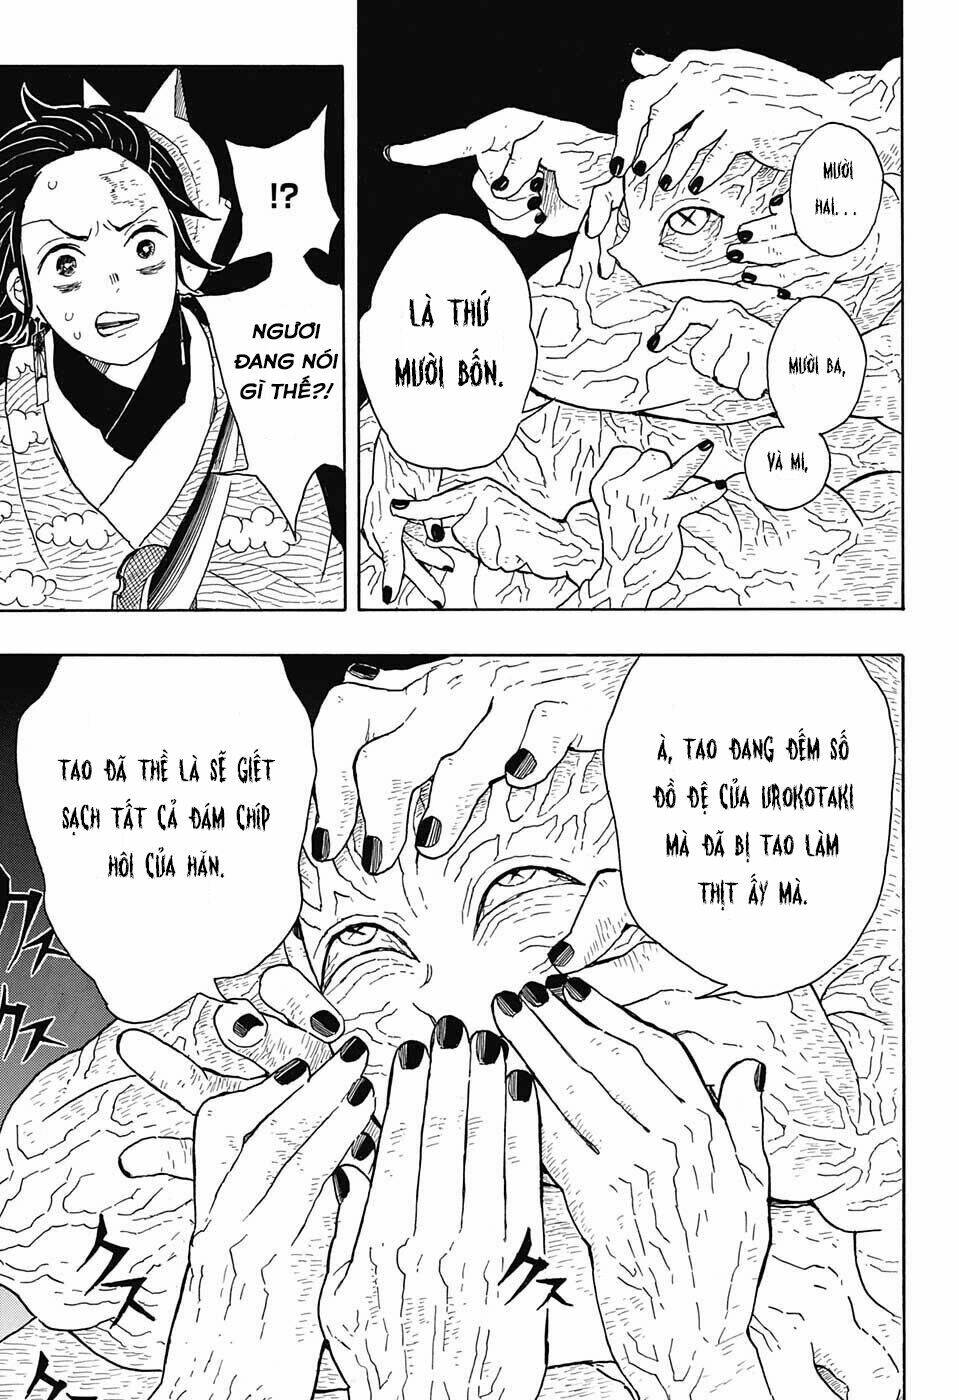 MƯỜI
HAI...
MƯỜI BA,
VÀ MI,
LÀ THỨ
MƯỜI BỐN.
!?
NGƯƠI
ĐANG NÓI
GÌ THẾ?!
À, TAO ĐANG ĐẾM SỐ
ĐỒ ĐỆ CỦA UROKOTAKI
MÀ ĐÃ BỊ TAO LÀM
THỊT ẤY MÀ.
TAO ĐÃ THỀ LÀ SẼ GIẾT
SẠCH TẤT CẢ ĐÁM CHÍP
HÔI CỦA HẮN.
クス
クス
クス
クス